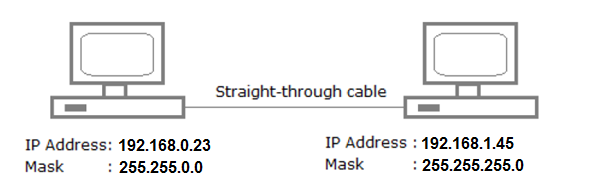 Straight-through cable
IP Address: 192.168.0.23
Mask : 255.255.0.0
IP Address : 192.168.1.45
Mask : 255.255.255.0